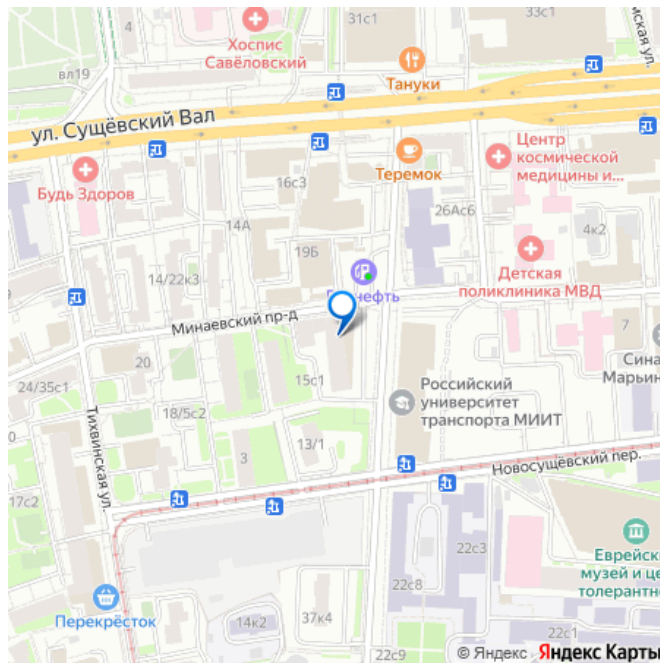 4
31с1
33с1
Хоспис
Савёловский
вл19
Тануки
ул. Сущёвский Вал
Будь Здоров
Теремок
Центр
космической
медицины и...
16с3
14А
26Ас6
4к2
19Б
14/22к3
Детская
поликлиника МВД
Минаевский пр-д
7
20
Российский
университет
транспорта МИИТ
Сина
Марьин
24/35с1
15с1
18/5с2
Тихвинская ул.
13/1
3
Новосущёвский пер.
17с2
22с3
Еврейск
музей и це
толерантно
22с8
Перекрёсток
14к2
37к4
22с1
22с9
© Яндекс Яндекс Карты